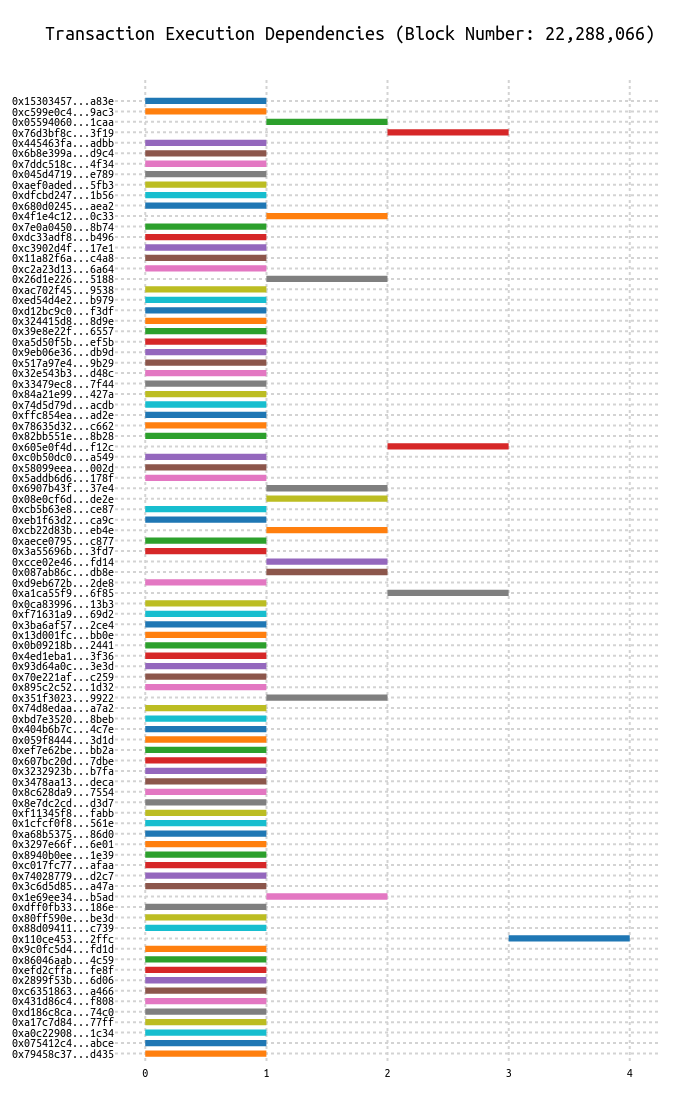 Transaction Execution Dependencies (Block Number: 22,288,066)
0x15303457...a83e
0xc599e0c4...9ac3
0x05594060...1caa
0x76d3bf8c...3f19
0x445463fa...adbb
0x6b8e399a...d9c4
0x7ddc518c...4f34
0x045d4719...e789
0xaef0aded...5fb3
0xdfcbd247...1b56
0x680d0245...aea2
0x4f1e4c12...0c33
0x7e0a0450...8b74
0xdc33adf8...b496
0xc3902d4f...17e1
0x11a82f6a...c4a8
0xc2a23d13...6a64
0x26d1e226...5188
0xac702f45...9538
0xed54d4e2...b979
0xd12bc9c0...f3df
0x324415d8...8d9e
0x39e8e22f...6557
0xa5d50f5b...ef5b
0x9eb06e36...db9d
0x517a97e4...9b29
0x32e543b3...d48c
0x33479ec8...7f44
0x84a21e99...427a
0x74d5d79d...acdb
0xffc854ea...ad2e
0x78635d32...c662
0x82bb551e...8b28
0x605e0f4d...f12c
0xc0b50dc0...a549
0x58099eea...002d
0x5addb6d6...178f
0x6907b43f...37e4
0x08e0cf6d...de2e
0xcb5b63e8...ce87
0xeb1f63d2...ca9c
0xcb22d83b...eb4e
0xaece0795...c877
0x3a55696b...3fd7
0xcce02e46...fd14
0x087ab86c...db8e
0xd9eb672b...2de8
0xa1ca55f9...6f85
0x0ca83996...13b3
0xf71631a9...69d2
0x3ba6af57...2ce4
0x13d001fc...bb0e
0x0b09218b...2441
0x4ed1eba1...3f36
0x93d64a0c...3e3d
0x70e221af...c259
0x895c2c52...1d32
0x351f3023...9922
0x74d8edaa...a7a2
0xbd7e3520...8beb
0x404b6b7c...4c7e
0x059f8444...3d1d
0xef7e62be...bb2a
0x607bc20d...7dbe
0x3232923b...b7fa
0x3478aa13...deca
0x8c628da9...7554
0x8e7dc2cd...d3d7
0xf11345f8...fabb
0x1cfcf0f8...561e
0xa68b5375...86d0
0x3297e66f...6e01
0x8940b0ee...1e39
0xc017fc77...afaa
0x74028779...d2c7
0x3c6d5d85...a47a
0x1e69ee34...b5ad
0xdff0fb33...186e
0x80ff590e...be3d
0x88d09411...c739
0x110ce453...2ffc
0x9c0fc5d4...fd1d
0x86046aab...4c59
0xefd2cffa...fe8f
0x2899f53b...6d06
0xc6351863...a466
0x431d86c4...f808
0xd186c8ca...74c0
0xa17c7d84...77ff
0xa0c22908...1c34
0x075412c4...abce
0x79458c37...d435
0 1 2 3 4